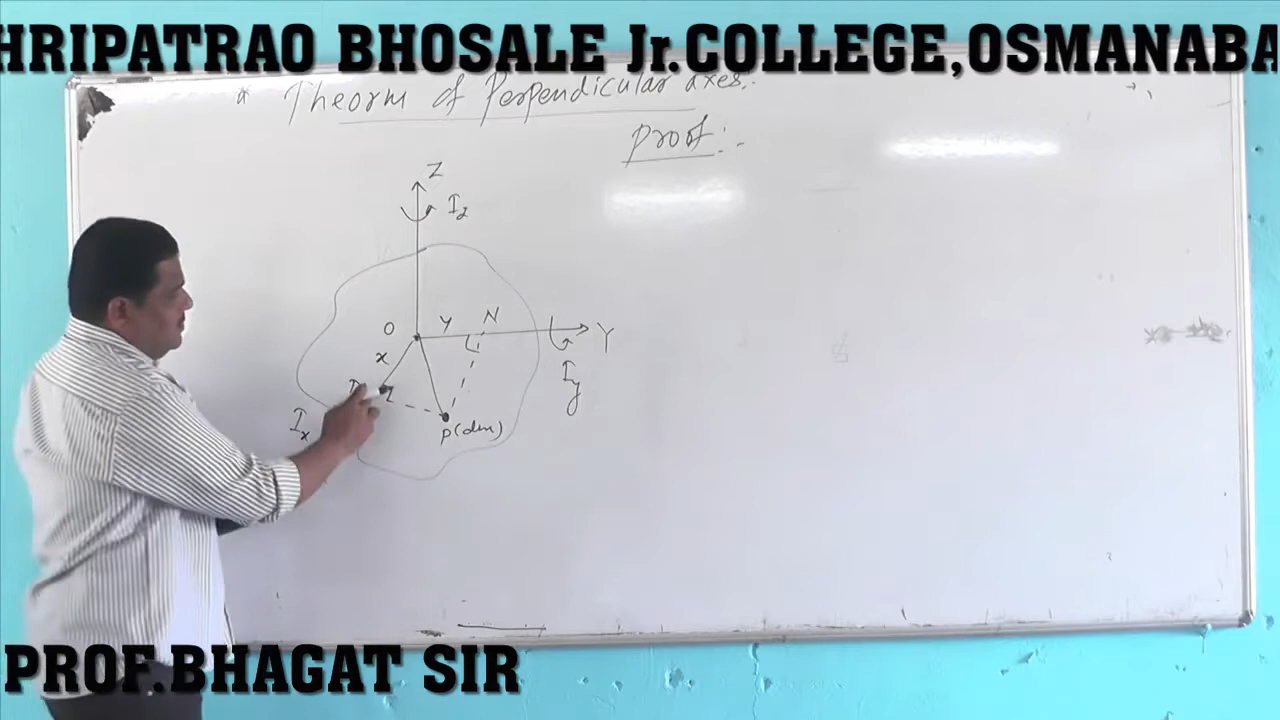 HRIPATRAO BHOSALE Jr.COLLEGE,OSMANABA
* Theorm of Perpendicular axes:-
Proof:-
Z
Iz
O Y N
Y
x
Iy
Ix
P(dm)
PROF.BHAGAT SIR